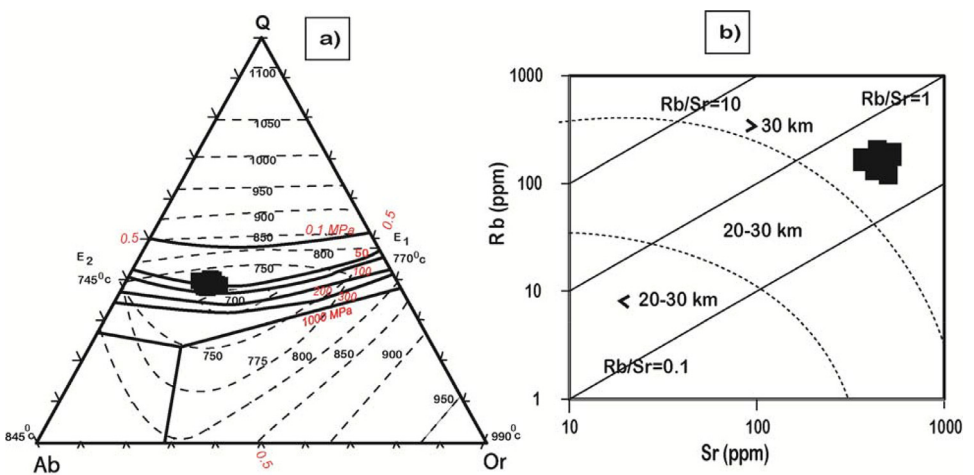 a)
Q
1100
1050
1000
950
900
850
0.1 MPa
0.5
0.5
800
50
E1
E2
745⁰c
750
100
770⁰c
700
200
300
1000 MPa
750
775
800
850
900
950
845⁰c
990⁰c
0.5
Ab
Or
b)
1000
Rb/Sr=10
Rb/Sr=1
> 30 km
100
Rb (ppm)
20-30 km
10
< 20-30 km
Rb/Sr=0.1
1
10
100
1000
Sr (ppm)